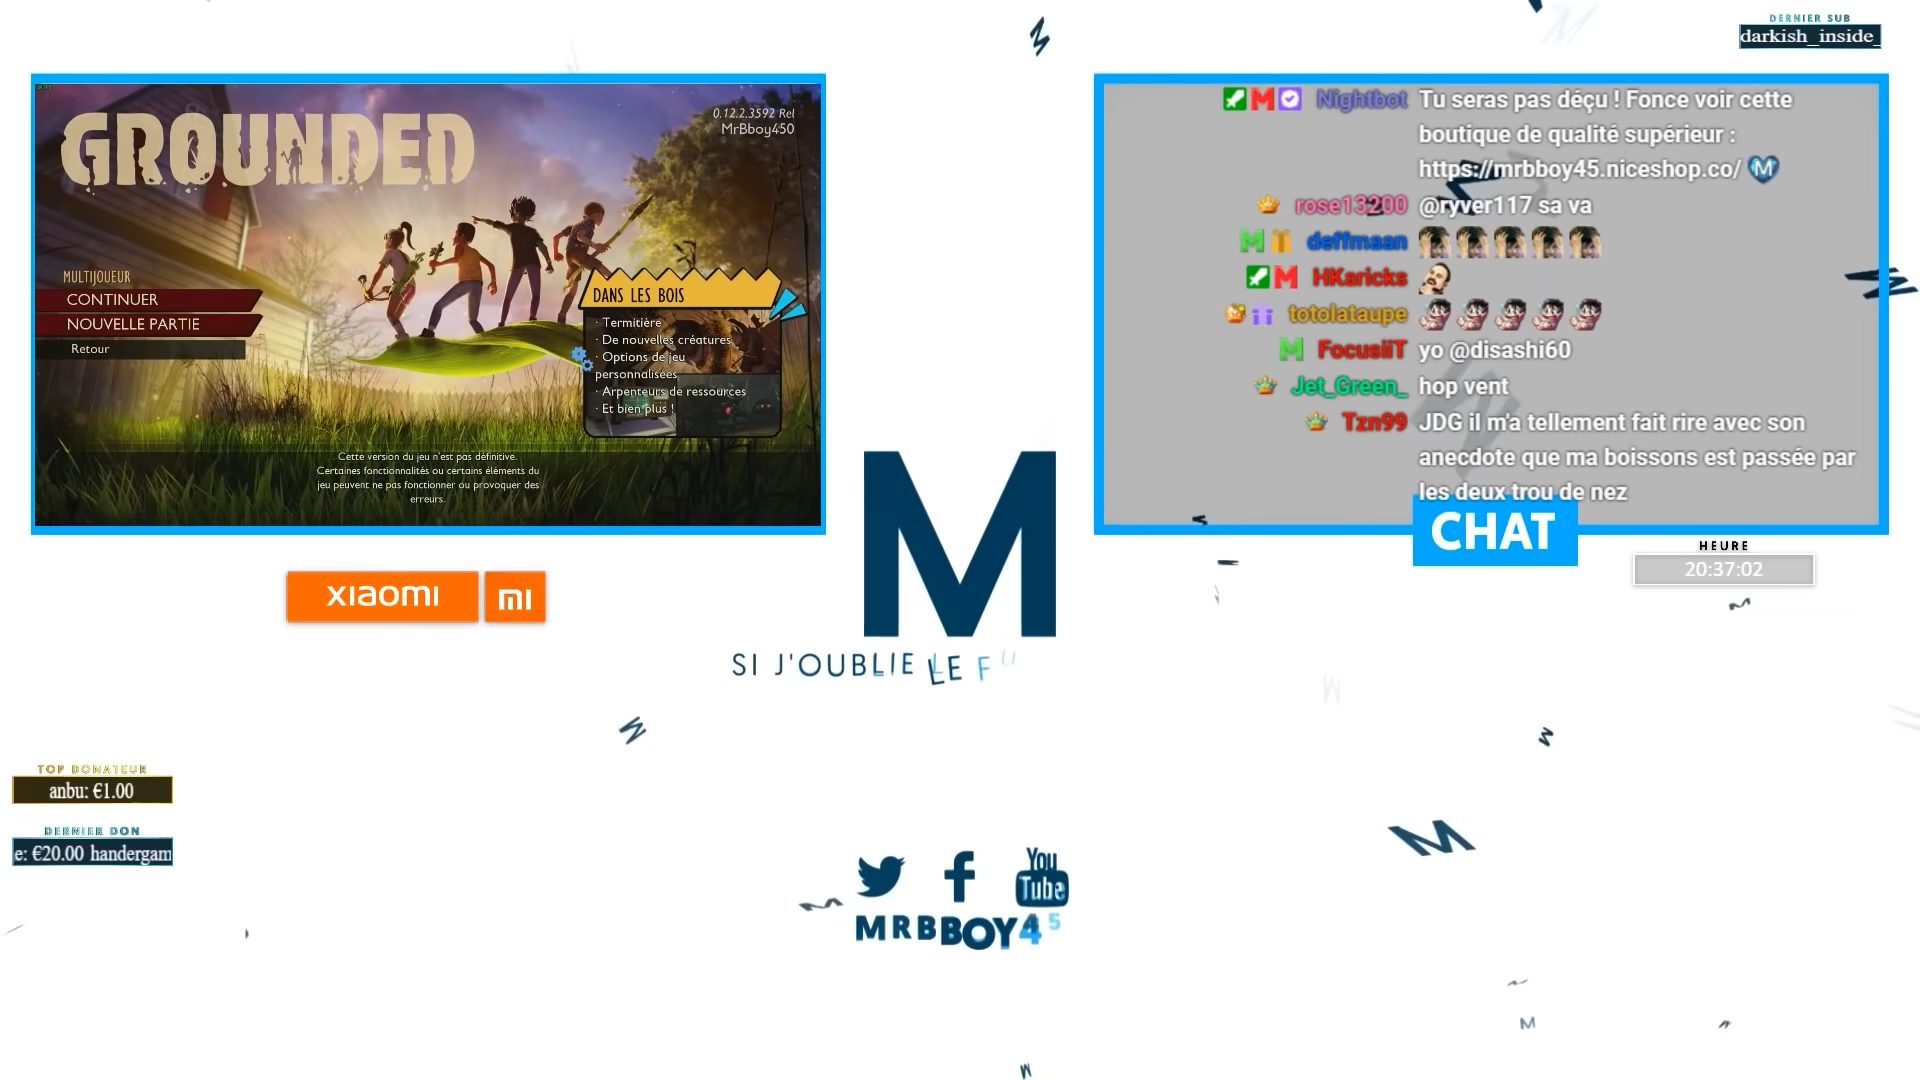 DERNIER SUB
darkish_inside_
GROUNDED
0.12.2.3592 Rel
MrBboy450
MULTIJOUEUR
CONTINUER
NOUVELLE PARTIE
Retour
DANS LES BOIS
· Termitière
· De nouvelles créatures
· Options de jeu
personnalisées
· Arpenteurs de ressources
· Et bien plus !
Cette version du jeu n'est pas définitive.
Certaines fonctionnalités ou certains éléments du
jeu peuvent ne pas fonctionner ou provoquer des
erreurs.
Nightbot Tu seras pas déçu ! Fonce voir cette
boutique de qualité supérieur :
https://mrbboy45.niceshop.co/
rose13200 @ryver117 sa va
deffmaan
HKaricks
totolataupe
FocusiiT yo @disashi60
Jet_Green_ hop vent
Tzn99 JDG il m'a tellement fait rire avec son
anecdote que ma boissons est passée par
les deux trou de nez
CHAT
HEURE
20:37:02
xiaomi
mi
M
SI J'OUBLIE LE F U
TOP DONATEUR
anbu: €1.00
DERNIER DON
e: €20.00 handergam
You
Tube
MRBBOY45